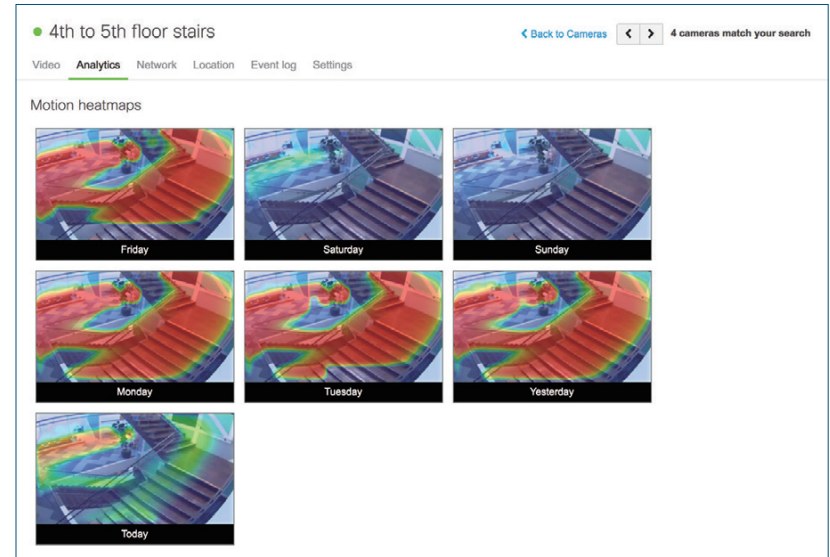 4th to 5th floor stairs
Back to Cameras
4 cameras match your search
Video Analytics Network Location Event log Settings
Motion heatmaps
Friday Saturday Sunday
Monday Tuesday Yesterday
Today